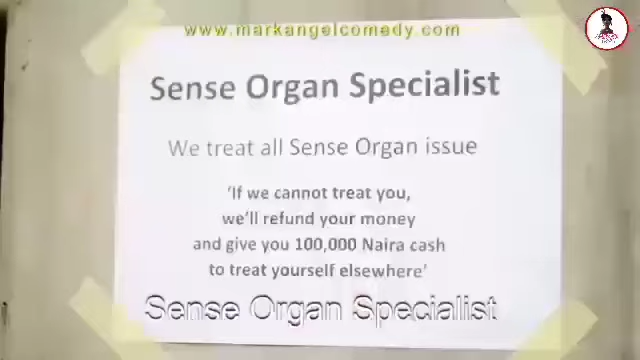 www.markangelcomedy.com
Sense Organ Specialist
We treat all Sense Organ issue
'If we cannot treat you,
we'll refund your money
and give you 100,000 Naira cash
to treat yourself elsewhere'
Sense Organ Specialist